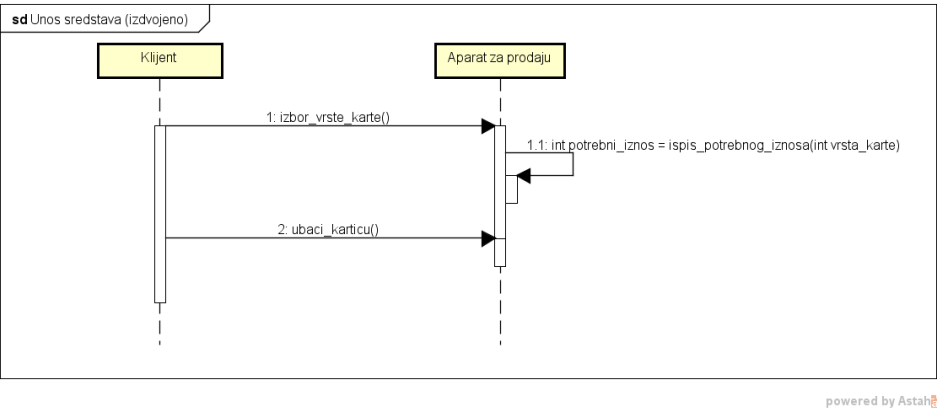 sd Unos sredstava (izdvojeno)
Klijent
Aparat za prodaju
1: izbor_vrste_karte()
1.1: int potrebni_iznos = ispis_potrebnog_iznosa(int vrsta_karte)
2: ubaci_karticu()
powered by Astah